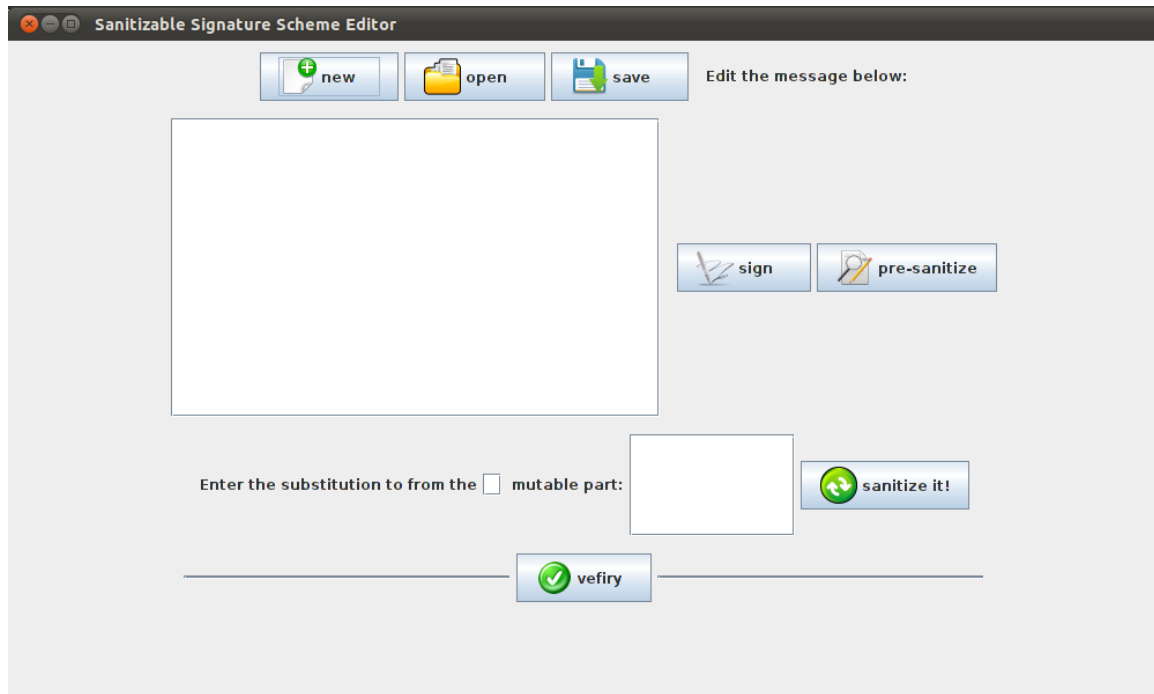 Sanitizable Signature Scheme Editor
new open save Edit the message below:
sign pre-sanitize
Enter the substitution to from the mutable part: sanitize it!
vefiry